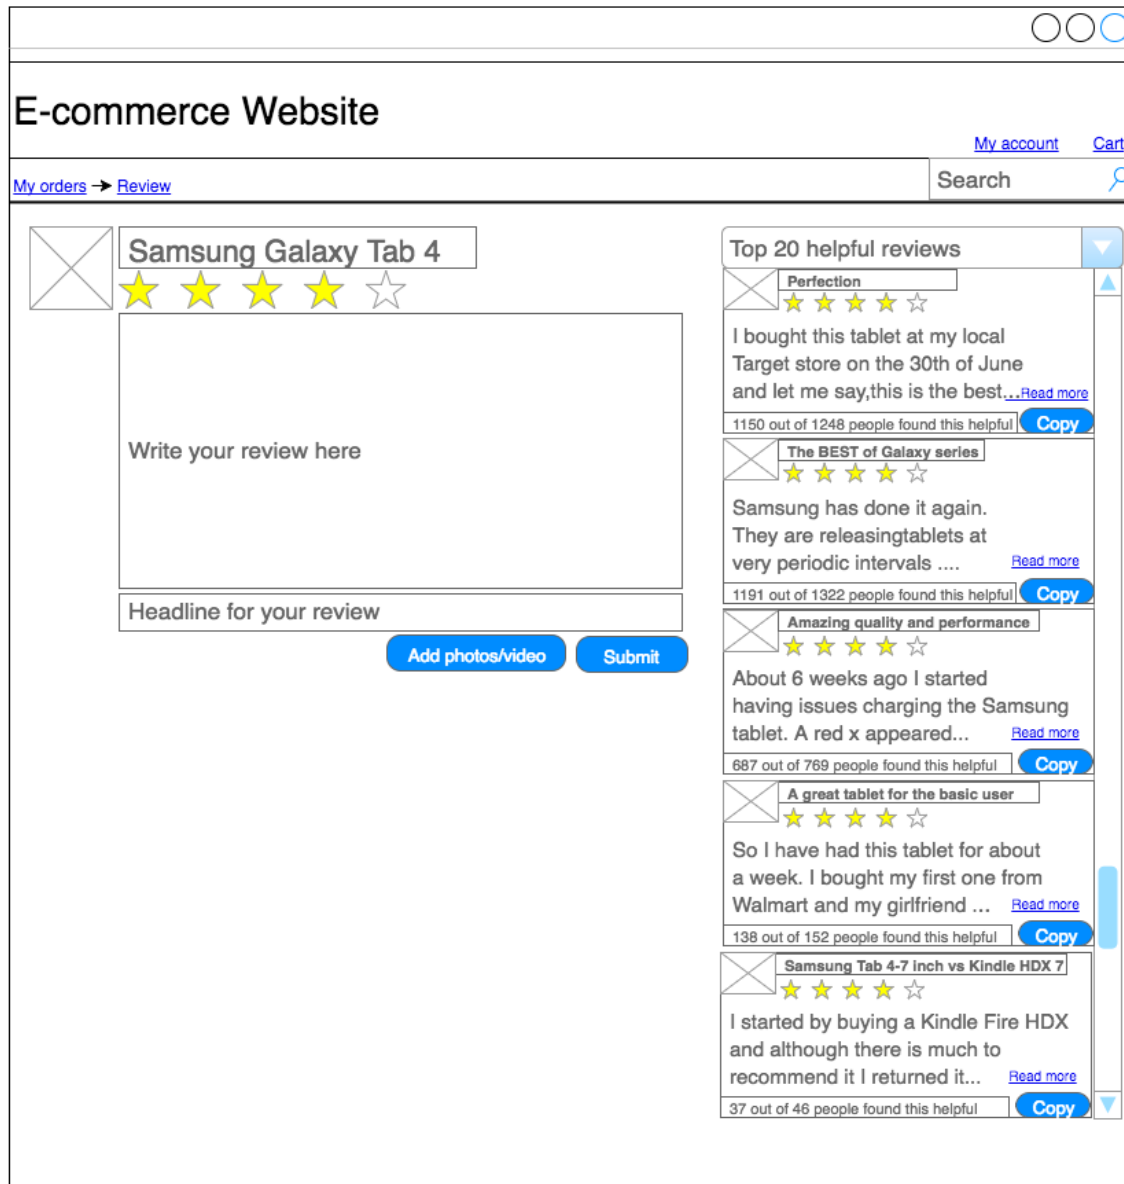 E-commerce Website
My account Cart
My orders Review
Search
Samsung Galaxy Tab 4
Write your review here
Headline for your review
Add photos/video Submit
Top 20 helpful reviews
Perfection
I bought this tablet at my local
Target store on the 30th of June
and let me say,this is the best...Read more
1150 out of 1248 people found this helpful Copy
The BEST of Galaxy series
Samsung has done it again.
They are releasingtablets at
very periodic intervals .... Read more
1191 out of 1322 people found this helpful Copy
Amazing quality and performance
About 6 weeks ago I started
having issues charging the Samsung
tablet. A red x appeared... Read more
687 out of 769 people found this helpful Copy
A great tablet for the basic user
So I have had this tablet for about
a week. I bought my first one from
Walmart and my girlfriend ... Read more
138 out of 152 people found this helpful Copy
Samsung Tab 4-7 inch vs Kindle HDX 7
I started by buying a Kindle Fire HDX
and although there is much to
recommend it I returned it... Read more
37 out of 46 people found this helpful Copy